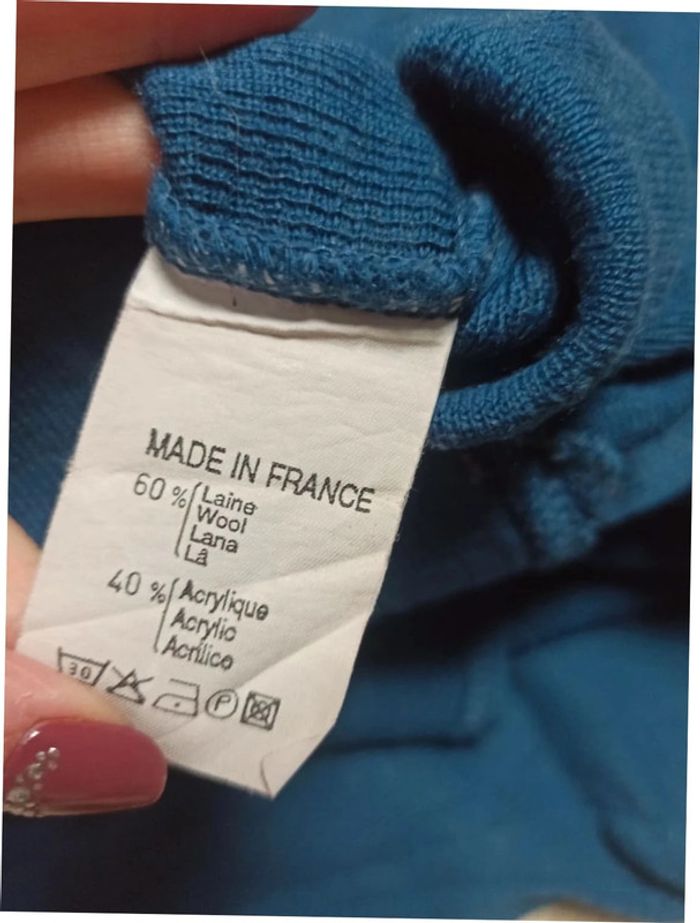 MADE IN FRANCE
60 % Laine
Wool
Lana
Lã
40 % Acrylique
Acrylic
Acrílico
30 P